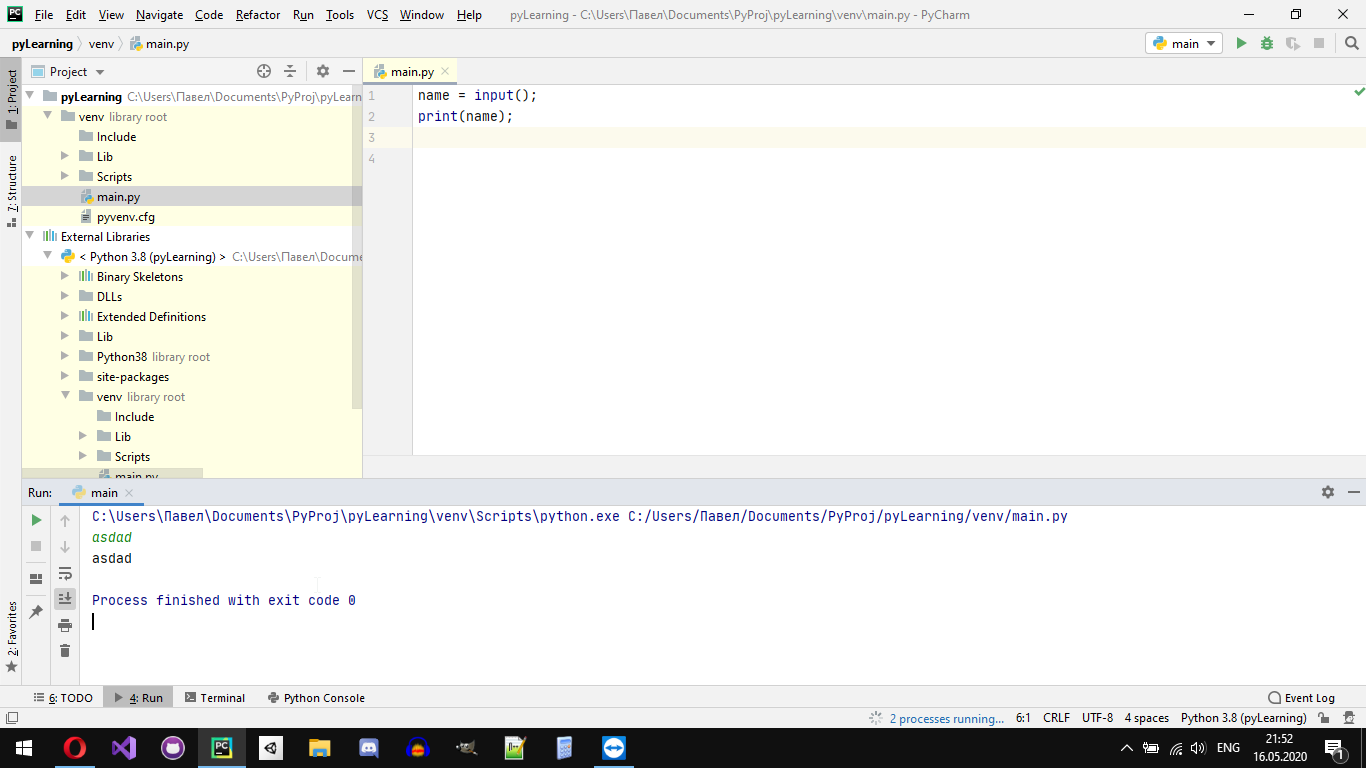 PC File Edit View Navigate Code Refactor Run Tools VCS Window Help pyLearning - C:\Users\Павел\Documents\PyProj\pyLearning\venv\main.py - PyCharm
pyLearning venv main.py main
1: Project
7: Structure
2: Favorites
Project
pyLearning C:\Users\Павел\Documents\PyProj\pyLearn
venv library root
Include
Lib
Scripts
main.py
pyvenv.cfg
External Libraries
< Python 3.8 (pyLearning) > C:\Users\Павел\Docume
Binary Skeletons
DLLs
Extended Definitions
Lib
Python38 library root
site-packages
venv library root
Include
Lib
Scripts
main.py
main.py
1 name = input();
2 print(name);
3
4
Run: main
C:\Users\Павел\Documents\PyProj\pyLearning\venv\Scripts\python.exe C:/Users/Павел/Documents/PyProj/pyLearning/venv/main.py
asdad
asdad
Process finished with exit code 0
6: TODO 4: Run Terminal Python Console Event Log
2 processes running... 6:1 CRLF UTF-8 4 spaces Python 3.8 (pyLearning)
PC ENG 21:52
16.05.2020
1